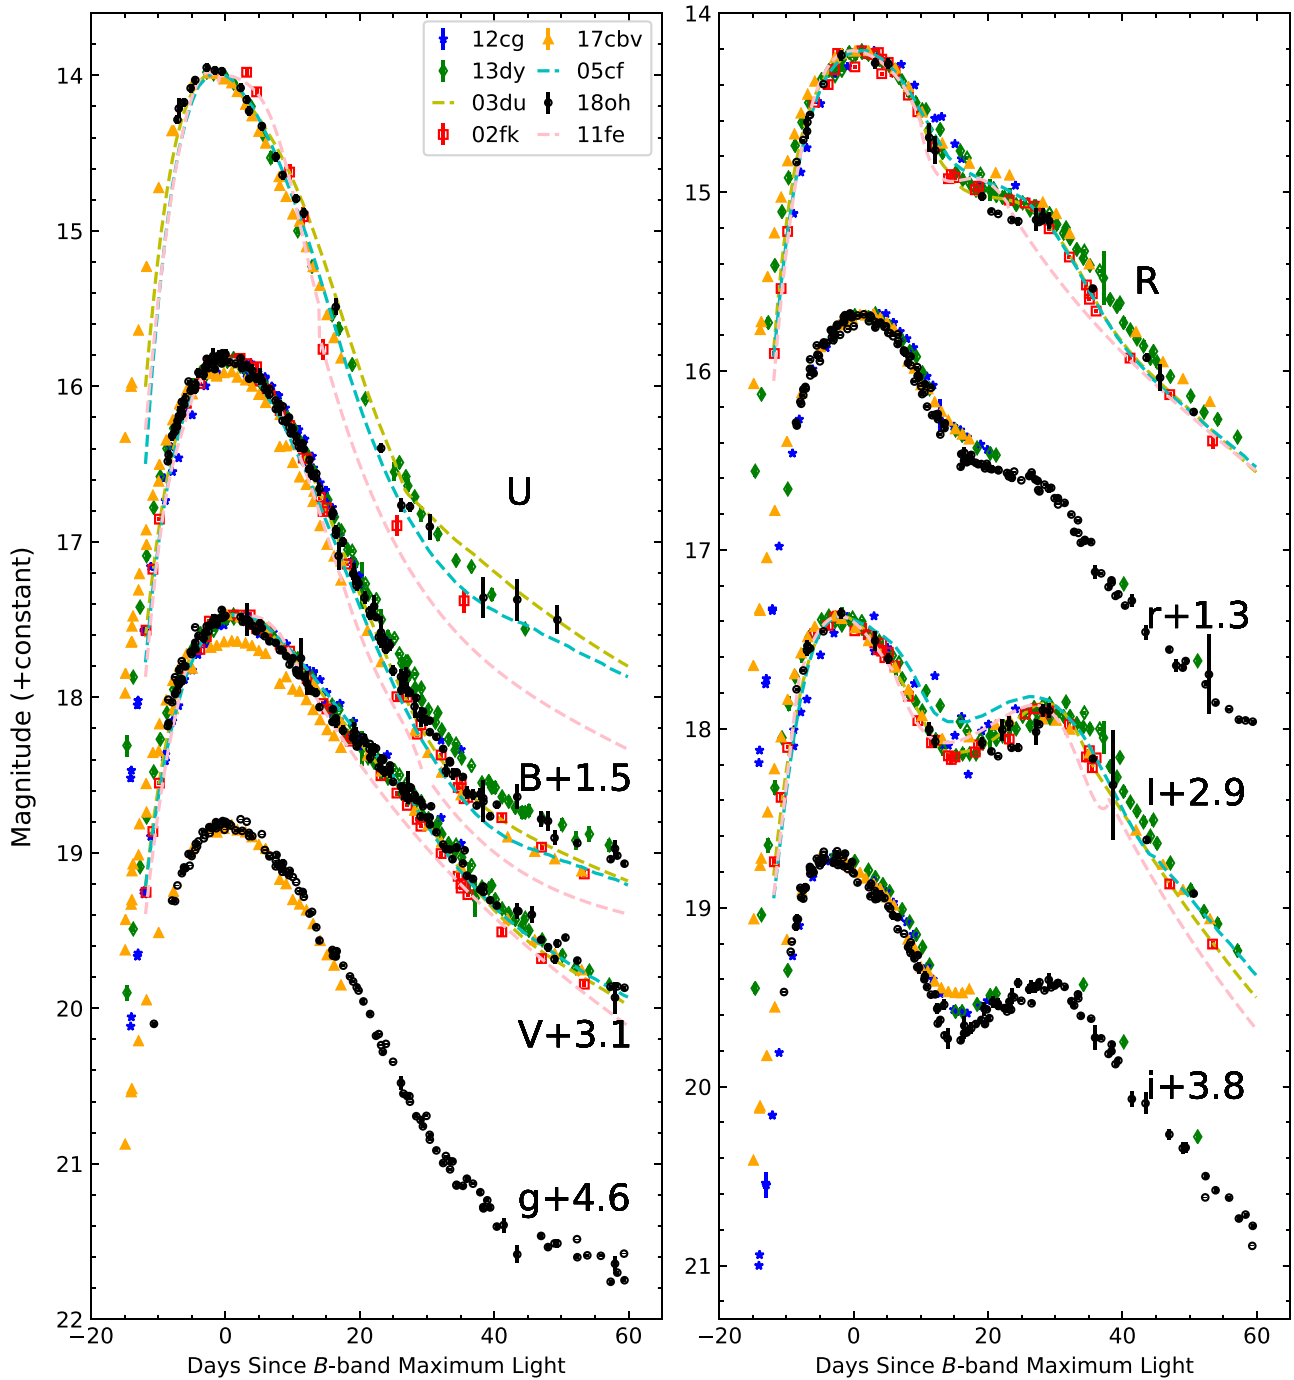 14
15
16
17
18
19
20
21
22
−20
0
20
40
60
Magnitude (+constant)
Days Since B-band Maximum Light
12cg
13dy
03du
02fk
17cbv
05cf
18oh
11fe
U
B+1.5
V+3.1
g+4.6
14
15
16
17
18
19
20
21
−20
0
20
40
60
Days Since B-band Maximum Light
R
r+1.3
I+2.9
i+3.8